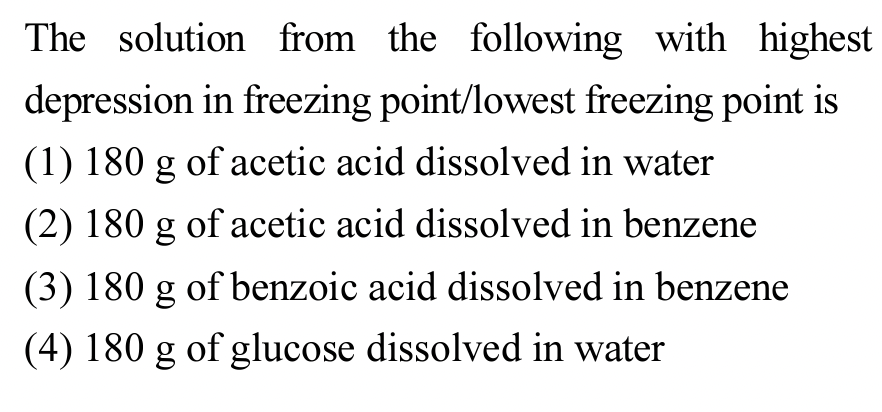 The solution from the following with highest
depression in freezing point/lowest freezing point is
(1) 180 g of acetic acid dissolved in water
(2) 180 g of acetic acid dissolved in benzene
(3) 180 g of benzoic acid dissolved in benzene
(4) 180 g of glucose dissolved in water